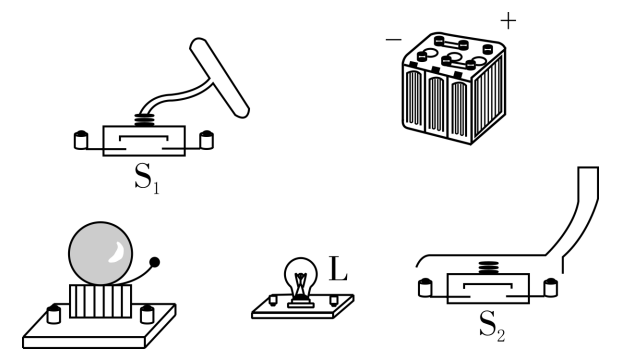 − +
S₁
L
S₂